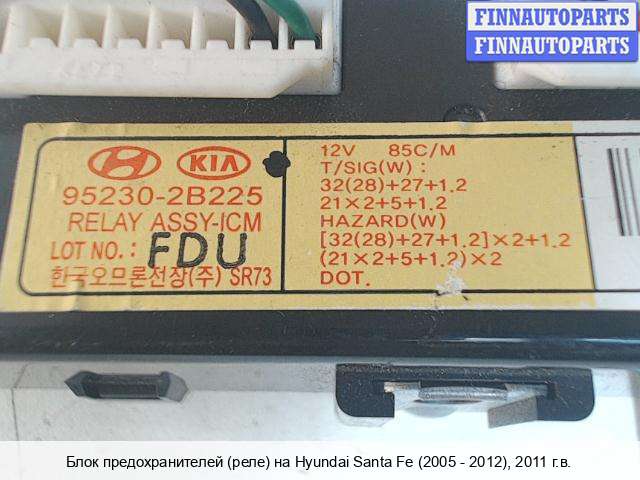 FINNAUTOPARTS
FINNAUTOPARTS
KIA
95230-2B225
RELAY ASSY-ICM
LOT NO.: FDU
한국오므론전장(주) SR73
12V 85C/M
T/SIG(W) :
32(28)+27+1.2
21×2+5+1.2
HAZARD(W)
[32(28)+27+1.2]×2+1.2
(21×2+5+1.2)×2
DOT.
Блок предохранителей (реле) на Hyundai Santa Fe (2005 - 2012), 2011 г.в.